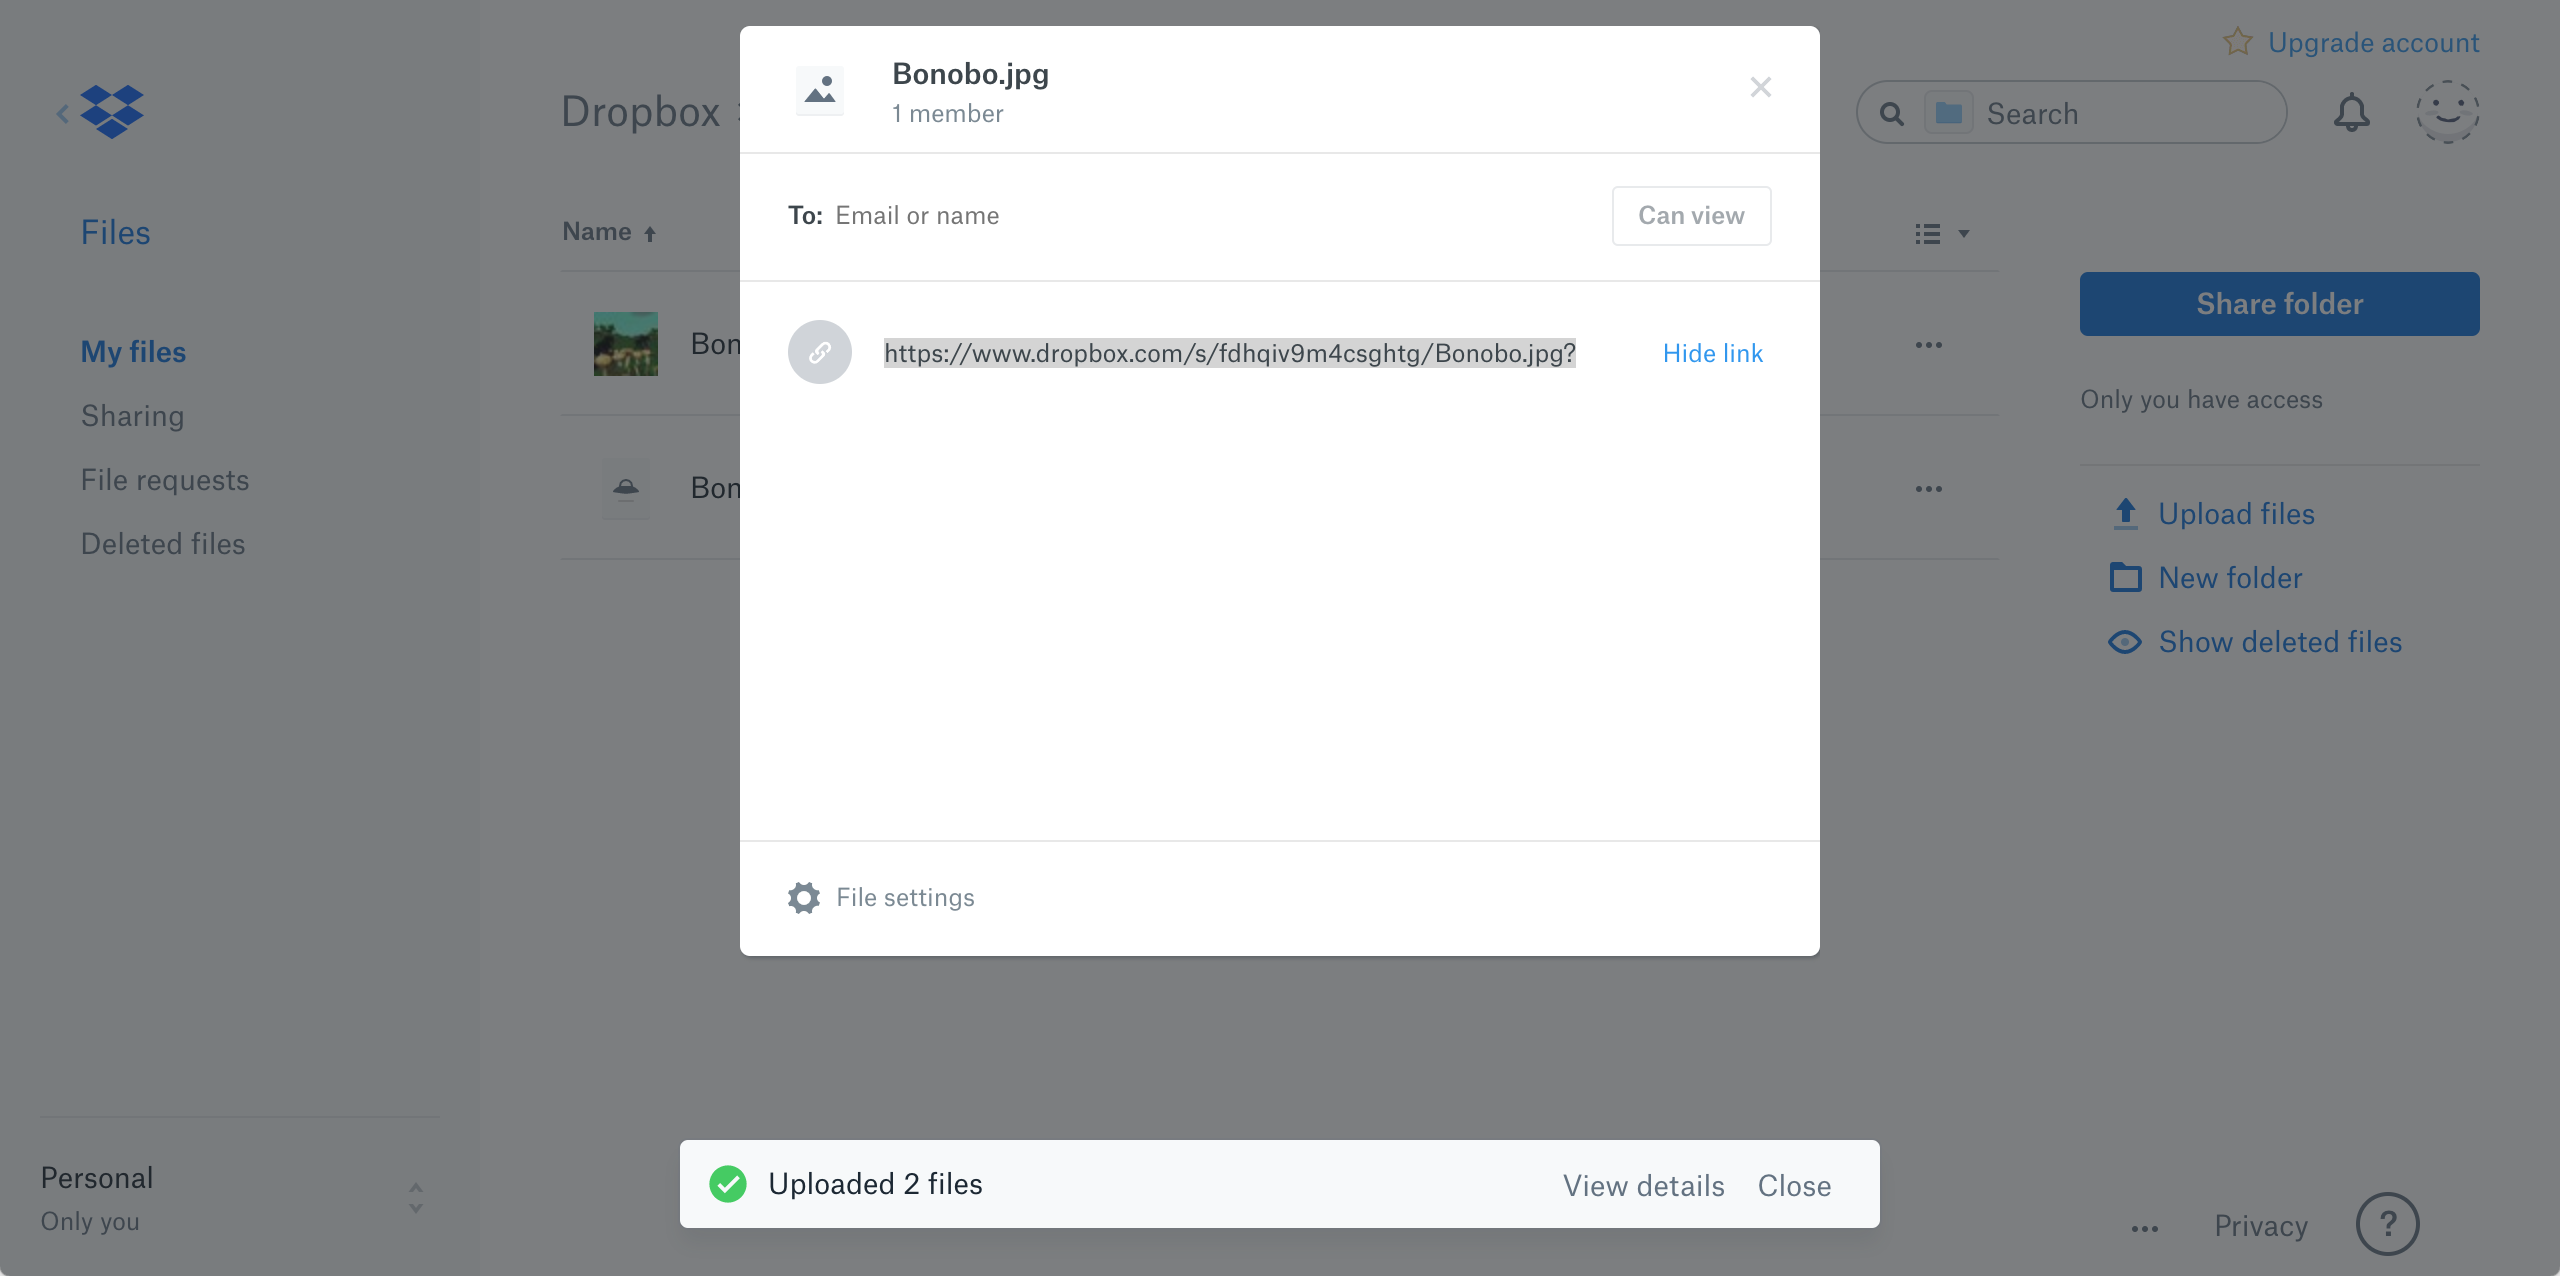 Upgrade account
Dropbox
Search
Files
My files
Sharing
File requests
Deleted files
Name
Bon
Bon
Bonobo.jpg
1 member
To: Email or name
Can view
https://www.dropbox.com/s/fdhqiv9m4csghtg/Bonobo.jpg?
Hide link
File settings
Share folder
Only you have access
Upload files
New folder
Show deleted files
Uploaded 2 files
View details
Close
Personal
Only you
Privacy
?